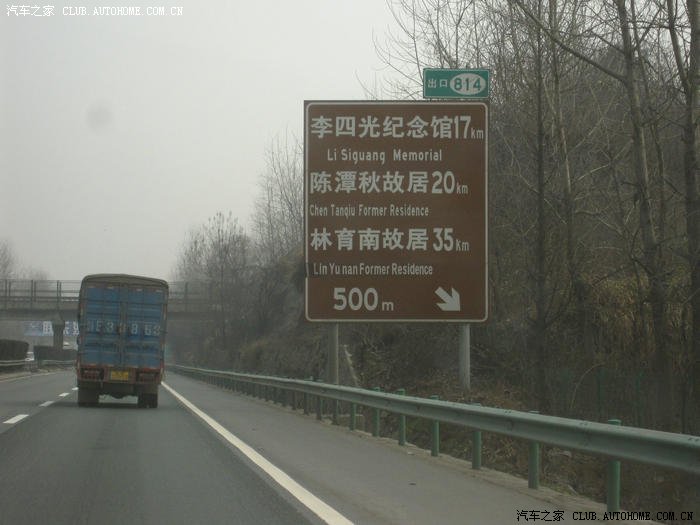 汽车之家 CLUB.AUTOHOME.COM.CN
出口 814
李四光纪念馆17km
Li Siguang Memorial
陈潭秋故居20km
Chen Tanqiu Former Residence
林育南故居35km
Lin Yu nan Former Residence
500m
汽车之家 CLUB.AUTOHOME.COM.CN